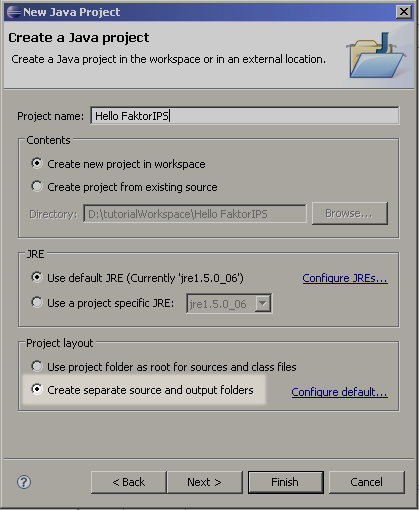 New Java Project
Create a Java project
Create a Java project in the workspace or in an external location.
Project name: Hello FaktorIPS
Contents
Create new project in workspace
Create project from existing source
Directory: D:\tutorialWorkspace\Hello FaktorIPS Browse...
JRE
Use default JRE (Currently 'jre1.5.0_06') Configure JREs...
Use a project specific JRE: jre1.5.0_06
Project layout
Use project folder as root for sources and class files
Create separate source and output folders Configure default...
? < Back Next > Finish Cancel